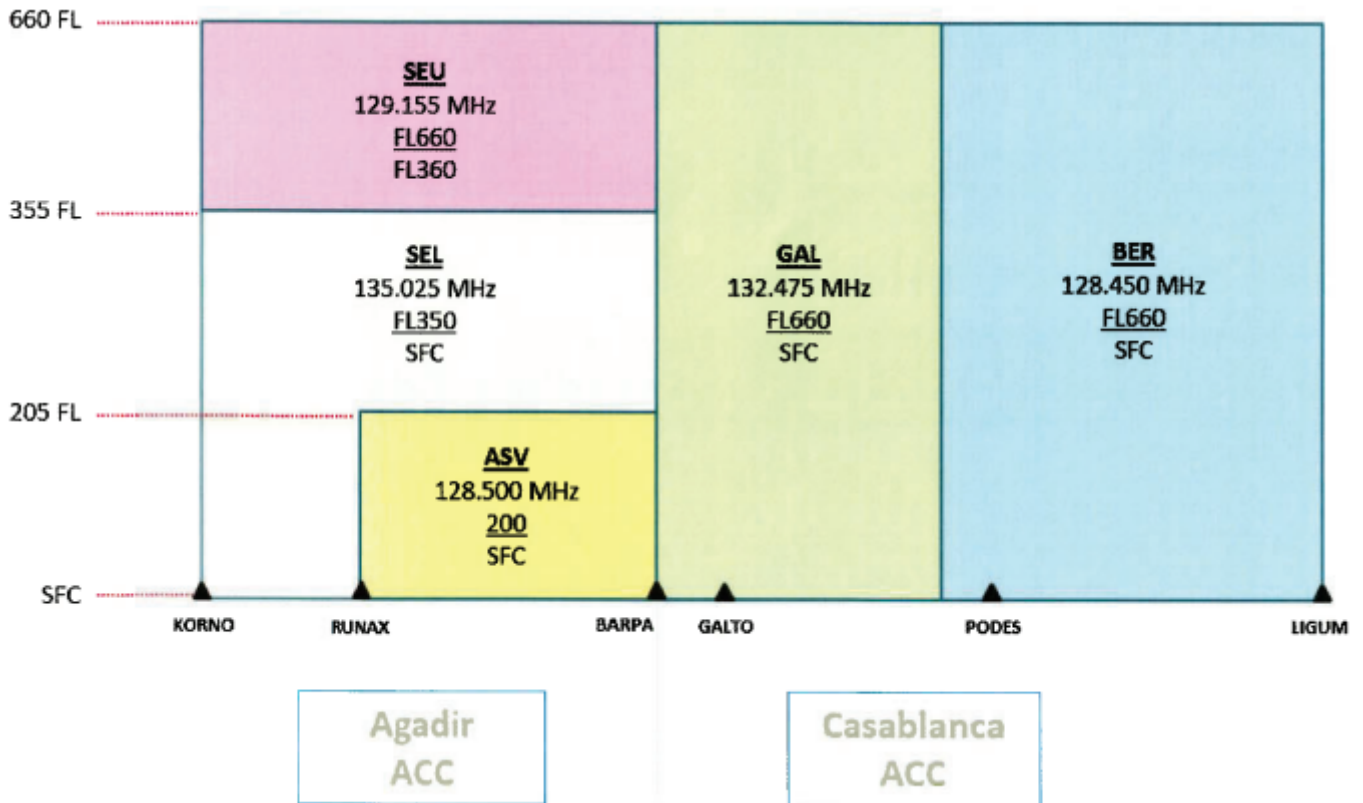 660 FL
SEU
129.155 MHz
FL660
FL360
355 FL
SEL
135.025 MHz
FL350
SFC
GAL
132.475 MHz
FL660
SFC
BER
128.450 MHz
FL660
SFC
205 FL
ASV
128.500 MHz
200
SFC
SFC
KORNO
RUNAX
BARPA
GALTO
PODES
LIGUM
Agadir
ACC
Casablanca
ACC